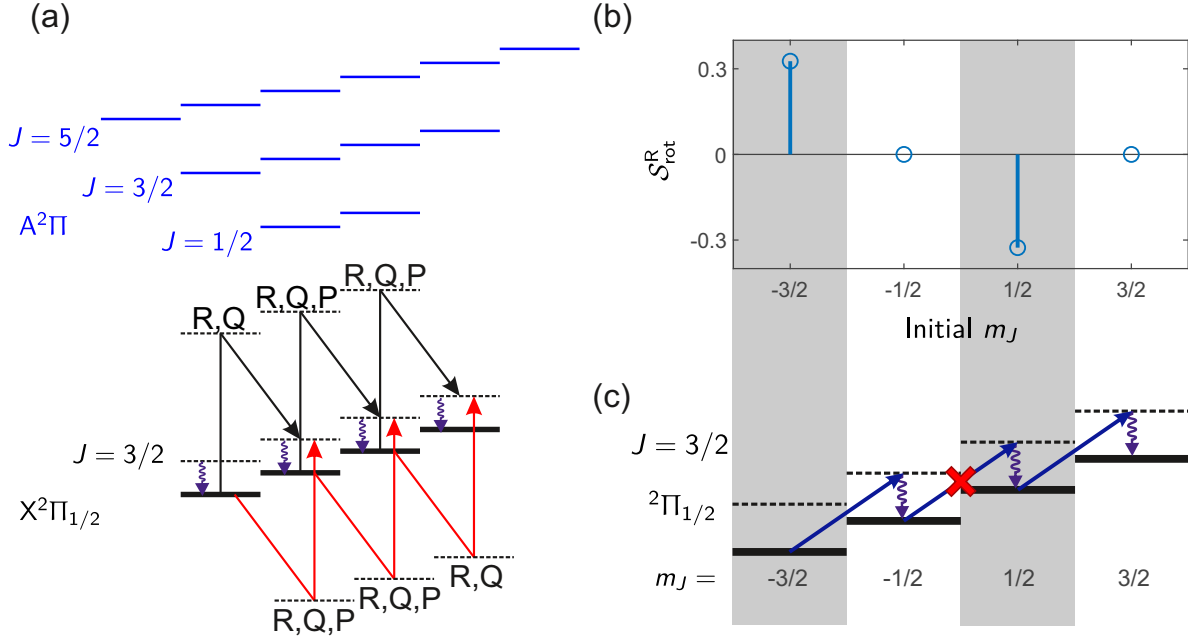 (a)
J = 5/2
J = 3/2
A²Π
J = 1/2
R,Q
R,Q,P
R,Q,P
J = 3/2
X²Π₁/₂
R,Q,P
R,Q,P
R,Q
(b)
0.3
0
-0.3
𝒮ᴿrot
-3/2
-1/2
1/2
3/2
Initial mJ
(c)
J = 3/2
²Π₁/₂
mJ =
-3/2
-1/2
1/2
3/2